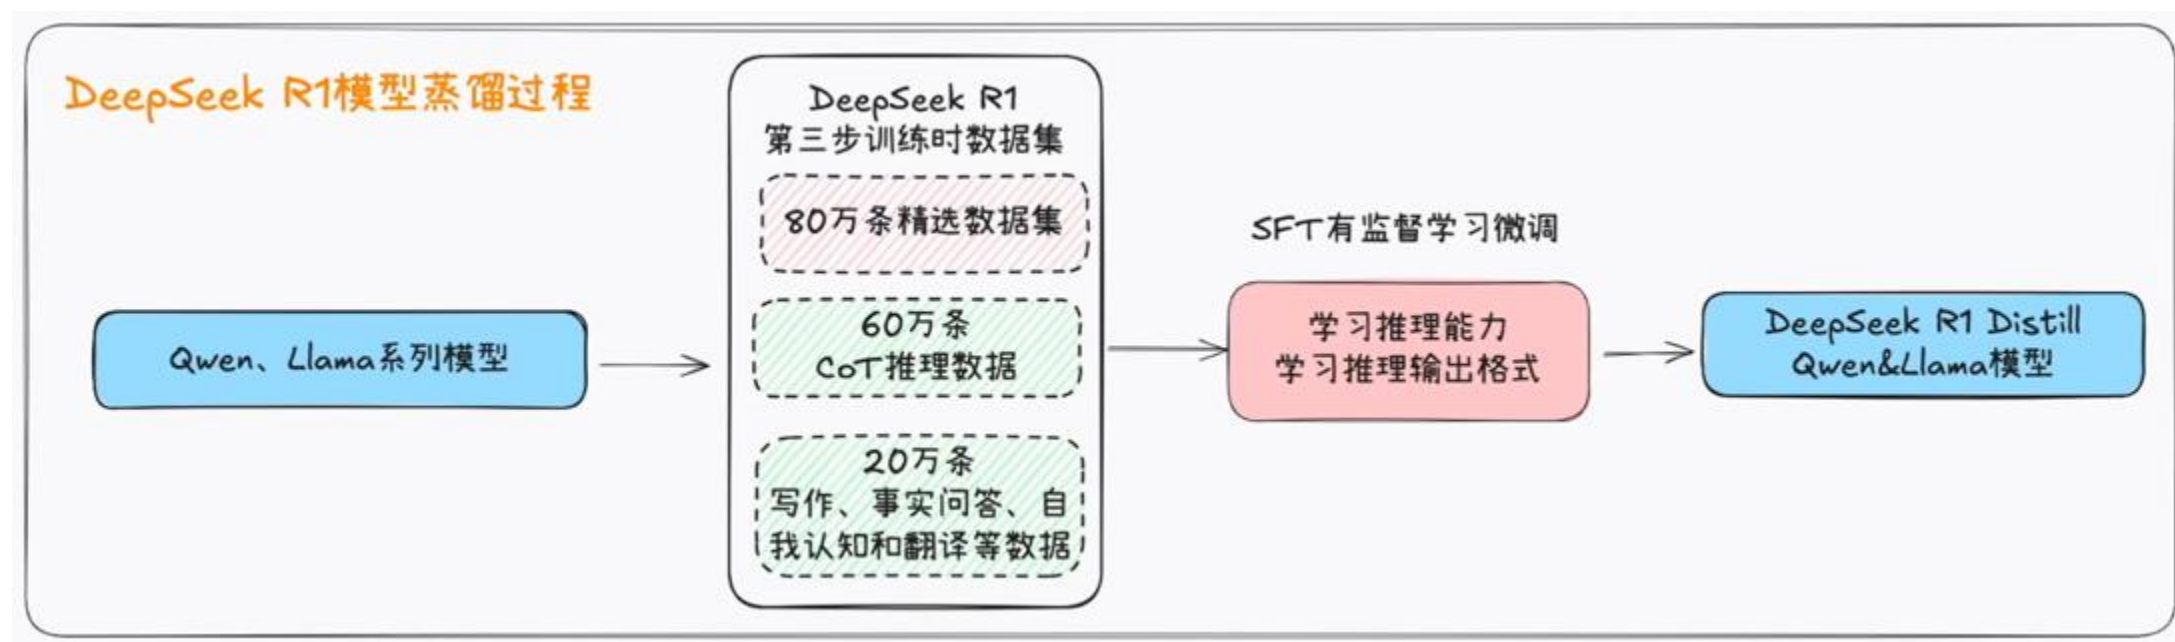 DeepSeek R1模型蒸馏过程
DeepSeek R1
第三步训练时数据集
80万条精选数据集
60万条
CoT推理数据
20万条
写作、事实问答、自
我认知和翻译等数据
Qwen、Llama系列模型
SFT有监督学习微调
学习推理能力
学习推理输出格式
DeepSeek R1 Distill
Qwen&Llama模型